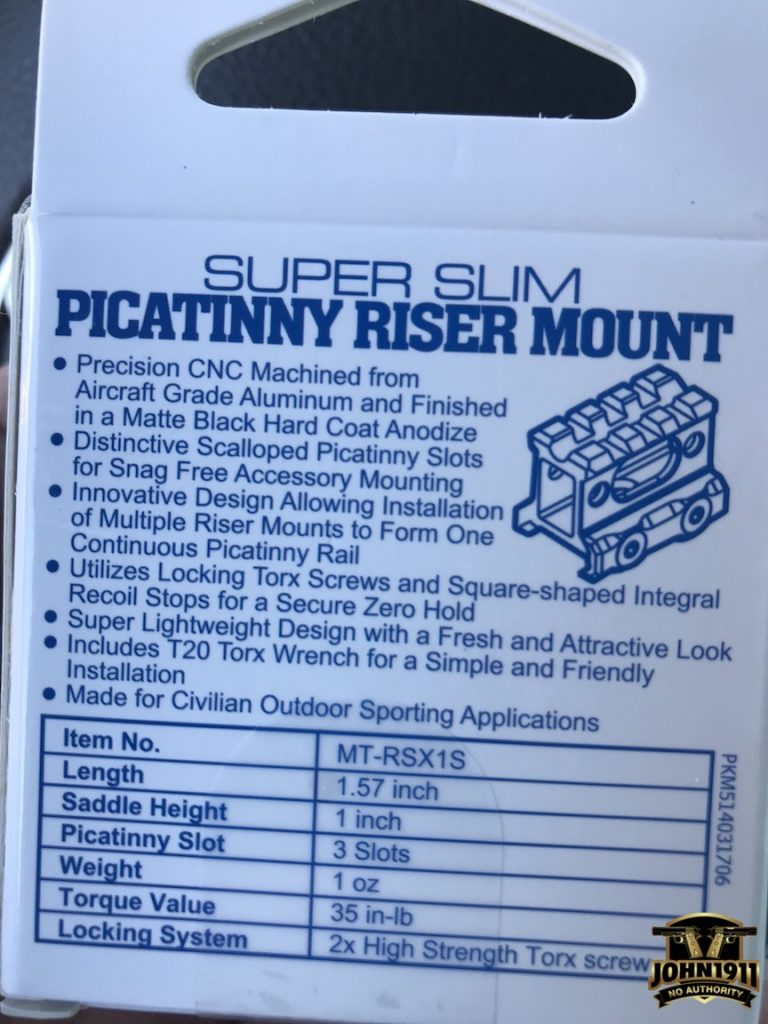 SUPER SLIM
PICATINNY RISER MOUNT
• Precision CNC Machined from
Aircraft Grade Aluminum and Finished
in a Matte Black Hard Coat Anodize
• Distinctive Scalloped Picatinny Slots
for Snag Free Accessory Mounting
• Innovative Design Allowing Installation
of Multiple Riser Mounts to Form One
Continuous Picatinny Rail
• Utilizes Locking Torx Screws and Square-shaped Integral
Recoil Stops for a Secure Zero Hold
• Super Lightweight Design with a Fresh and Attractive Look
• Includes T20 Torx Wrench for a Simple and Friendly
Installation
• Made for Civilian Outdoor Sporting Applications
Item No. MT-RSX1S
Length 1.57 inch
Saddle Height 1 inch
Picatinny Slot 3 Slots
Weight 1 oz
Torque Value 35 in-lb
Locking System 2x High Strength Torx screw
PKM514031706
JOHN1911
NO AUTHORITY